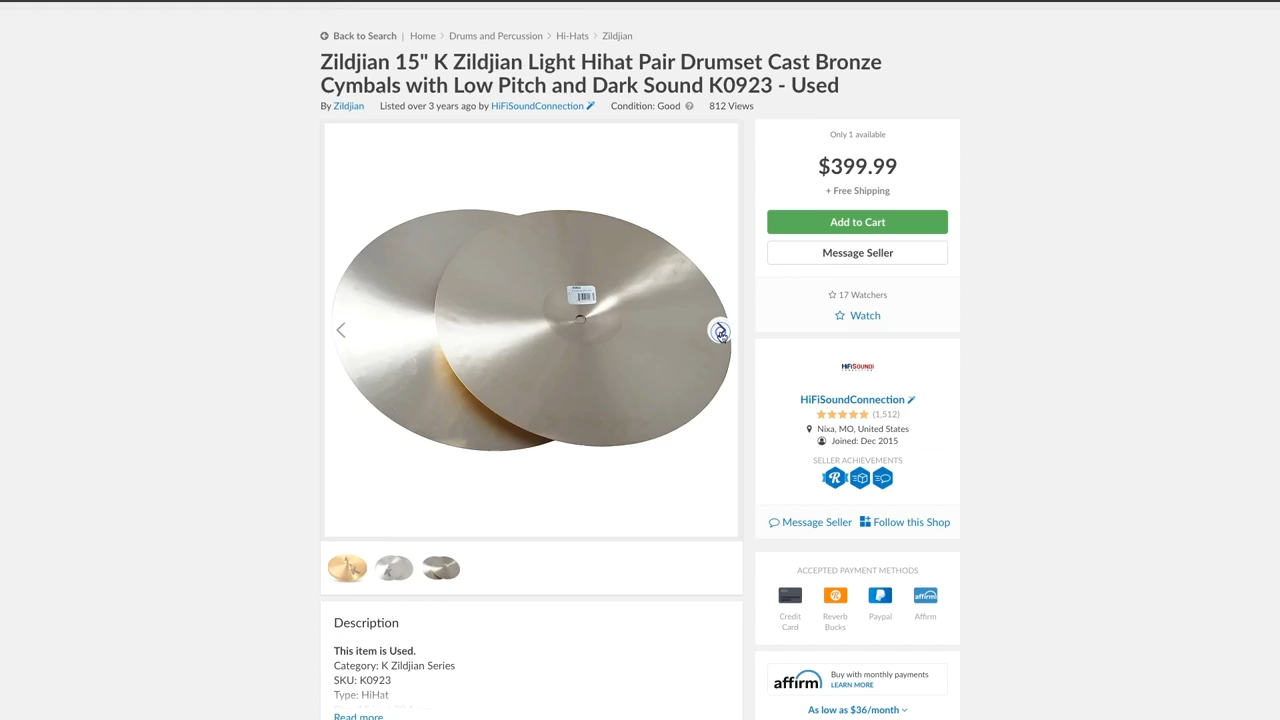 Back to Search | Home > Drums and Percussion > Hi-Hats > Zildjian
Zildjian 15" K Zildjian Light Hihat Pair Drumset Cast Bronze
Cymbals with Low Pitch and Dark Sound K0923 - Used
By Zildjian Listed over 3 years ago by HiFiSoundConnection Condition: Good 812 Views
Only 1 available
$399.99
+ Free Shipping
Add to Cart
Message Seller
17 Watchers
Watch
HIFISOUND
HiFiSoundConnection
(1,512)
Nixa, MO, United States
Joined: Dec 2015
SELLER ACHIEVEMENTS
Message Seller Follow this Shop
ACCEPTED PAYMENT METHODS
affirm
Credit Card
Reverb Bucks
Paypal
Affirm
affirm
Buy with monthly payments
LEARN MORE
As low as $36/month
Description
This item is Used.
Category: K Zildjian Series
SKU: K0923
Type: HiHat
Read more